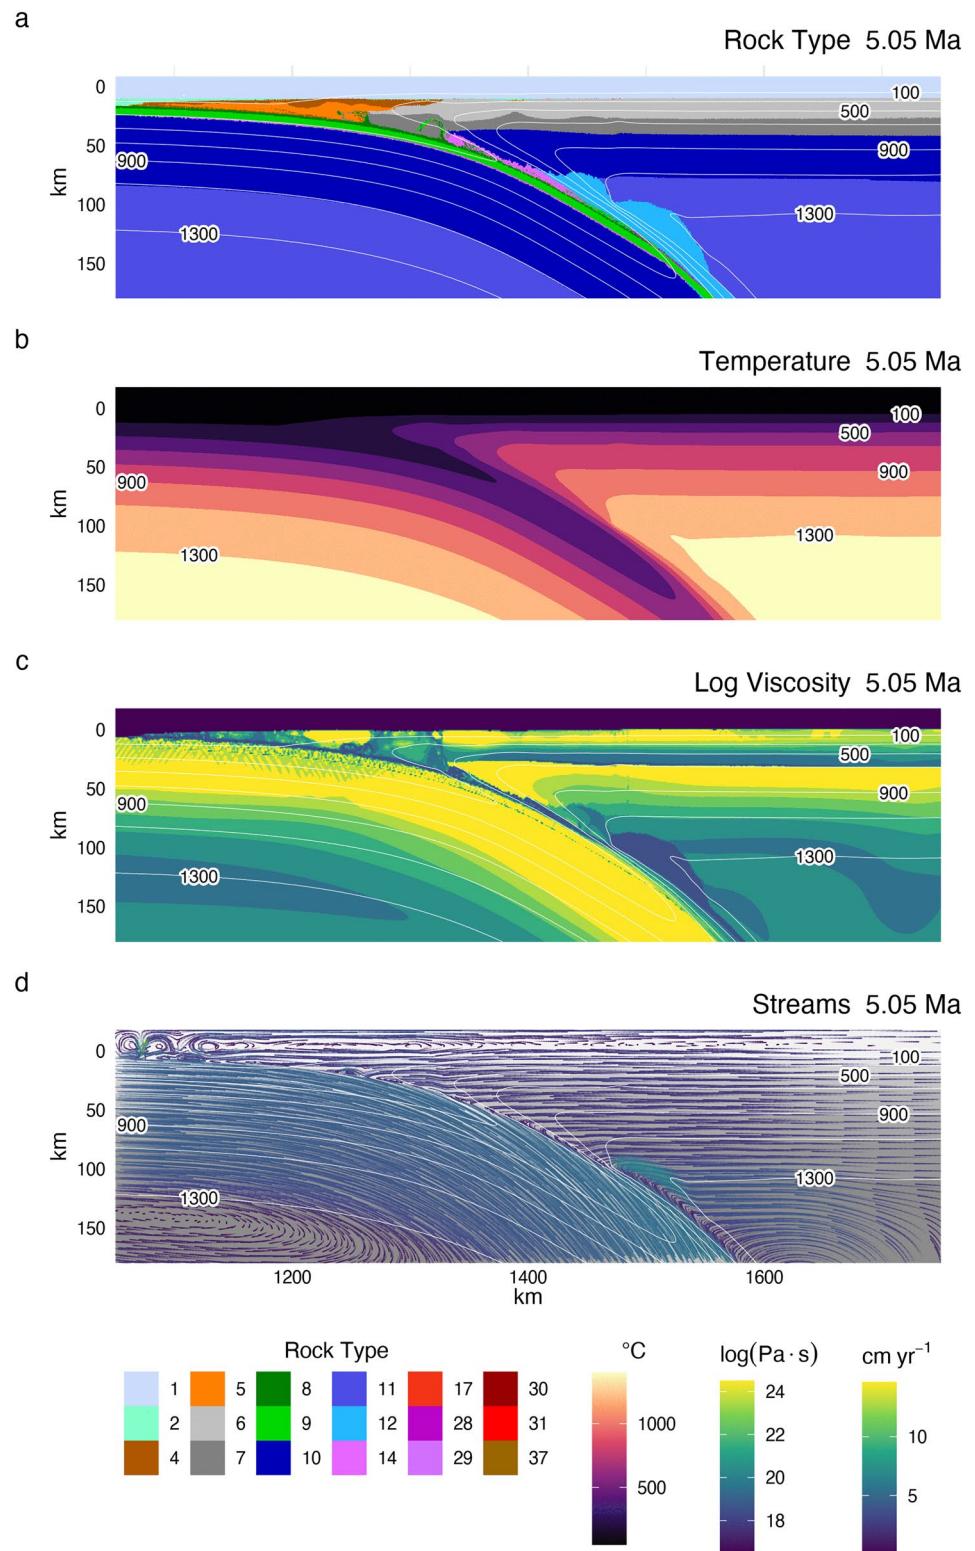 a
Rock Type 5.05 Ma
0
50
100
150
km
100
500
900
900
1300
1300
b
Temperature 5.05 Ma
0
50
100
150
km
100
500
900
900
1300
1300
c
Log Viscosity 5.05 Ma
0
50
100
150
km
100
500
900
900
1300
1300
d
Streams 5.05 Ma
0
50
100
150
km
100
500
900
900
1300
1300
1200 1400 1600
km
Rock Type
1 5 8 11 17 30
2 6 9 12 28 31
4 7 10 14 29 37
°C
1000
500
log(Pa · s)
24
22
20
18
cm yr⁻¹
10
5